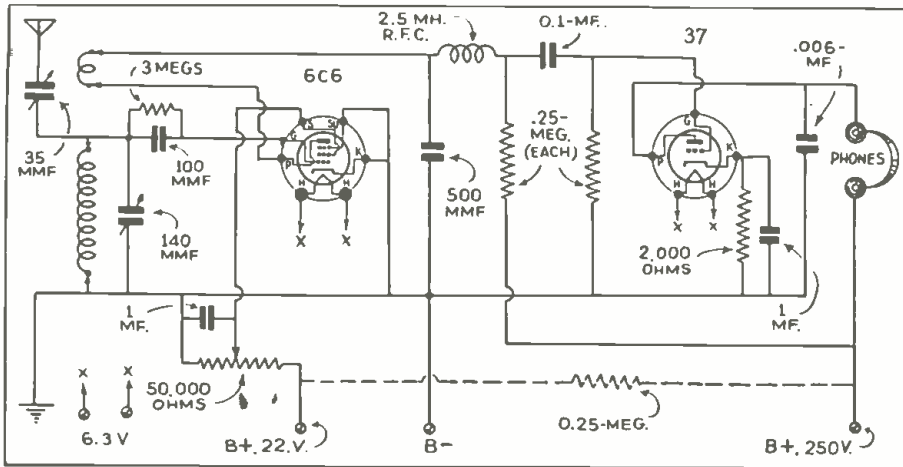 2.5 MH.
R.F.C.
0.1-MF.
37
.006-
MF.
3 MEGS
6C6
35
MMF
100
MMF
G
P
K
H
H
X
X
500
MMF
.25-
MEG.
(EACH)
G
P
K
H
H
X
X
PHONES
140
MMF
2,000
OHMS
1
MF.
1
MF.
X
X
6.3 V
50,000
OHMS
B+, 22.V.
B-
0.25-MEG.
B+, 250V.